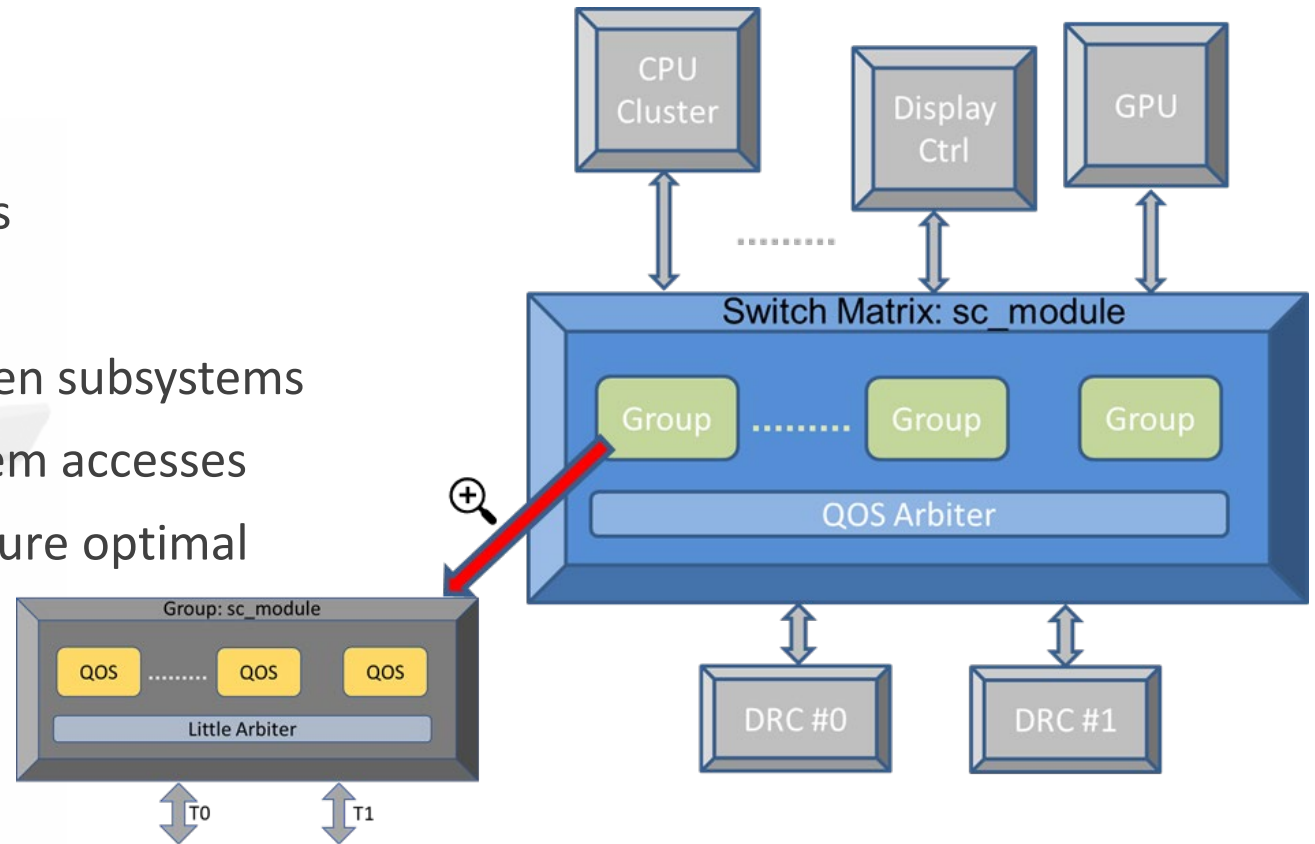 s
en subsystems
em accesses
ure optimal
CPU
Cluster
Display
Ctrl
GPU
Switch Matrix: sc_module
Group
Group
Group
QOS Arbiter
Group: sc_module
QOS
QOS
QOS
Little Arbiter
T0
T1
DRC #0
DRC #1